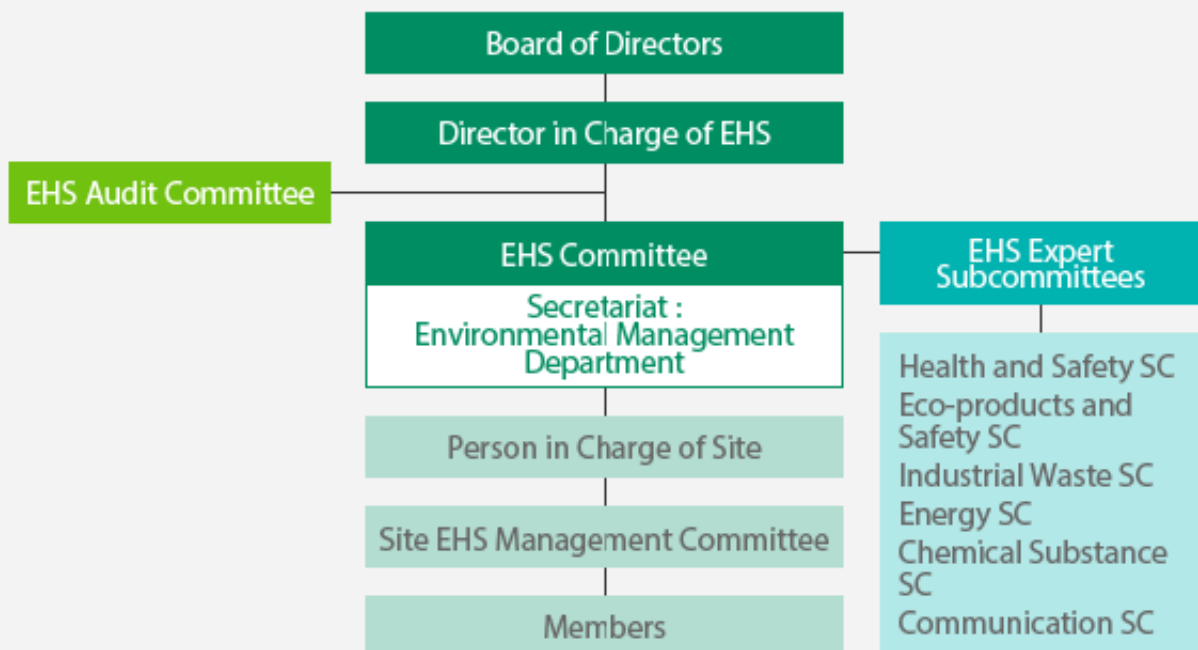 Board of Directors
Director in Charge of EHS
EHS Audit Committee
EHS Committee
Secretariat :
Environmental Management
Department
EHS Expert
Subcommittees
Health and Safety SC
Eco-products and
Safety SC
Industrial Waste SC
Energy SC
Chemical Substance
SC
Communication SC
Person in Charge of Site
Site EHS Management Committee
Members